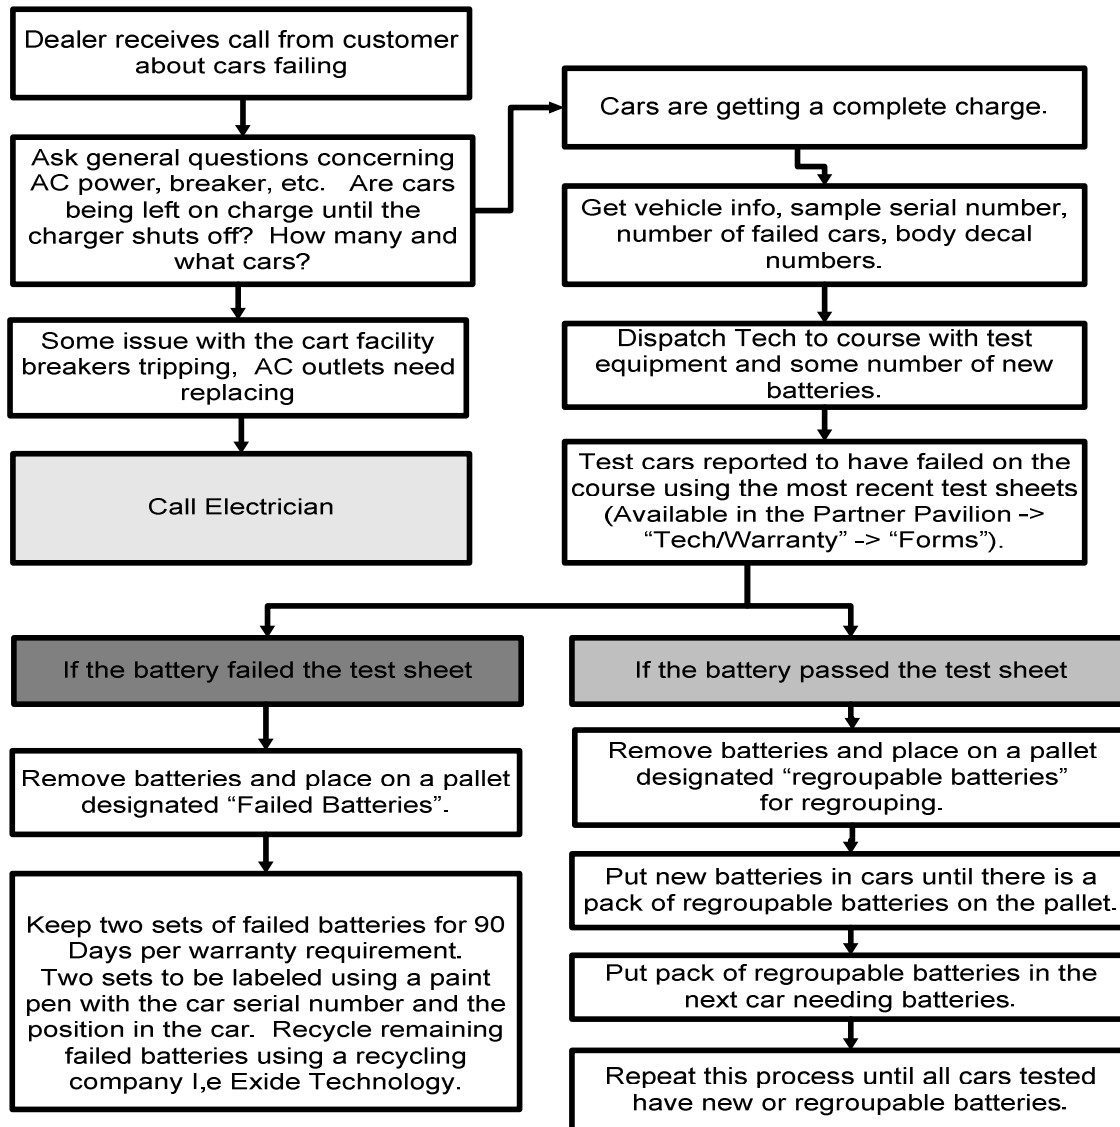 Dealer receives call from customer
about cars failing
Ask general questions concerning
AC power, breaker, etc.   Are cars
being left on charge until the
charger shuts off?  How many and
what cars?
Some issue with the cart facility
breakers tripping,  AC outlets need
replacing
Call Electrician
Cars are getting a complete charge.
Get vehicle info, sample serial number,
number of failed cars, body decal
numbers.
Dispatch Tech to course with test
equipment and some number of new
batteries.
Test cars reported to have failed on the
course using the most recent test sheets
(Available in the Partner Pavilion ->
“Tech/Warranty” -> “Forms”).
If the battery failed the test sheet
Remove batteries and place on a pallet
designated “Failed Batteries”.
Keep two sets of failed batteries for 90
Days per warranty requirement.
Two sets to be labeled using a paint
pen with the car serial number and the
position in the car.  Recycle remaining
failed batteries using a recycling
company I,e Exide Technology.
If the battery passed the test sheet
Remove batteries and place on a pallet
designated “regroupable batteries”
for regrouping.
Put new batteries in cars until there is a
pack of regroupable batteries on the pallet.
Put pack of regroupable batteries in the
next car needing batteries.
Repeat this process until all cars tested
have new or regroupable batteries.